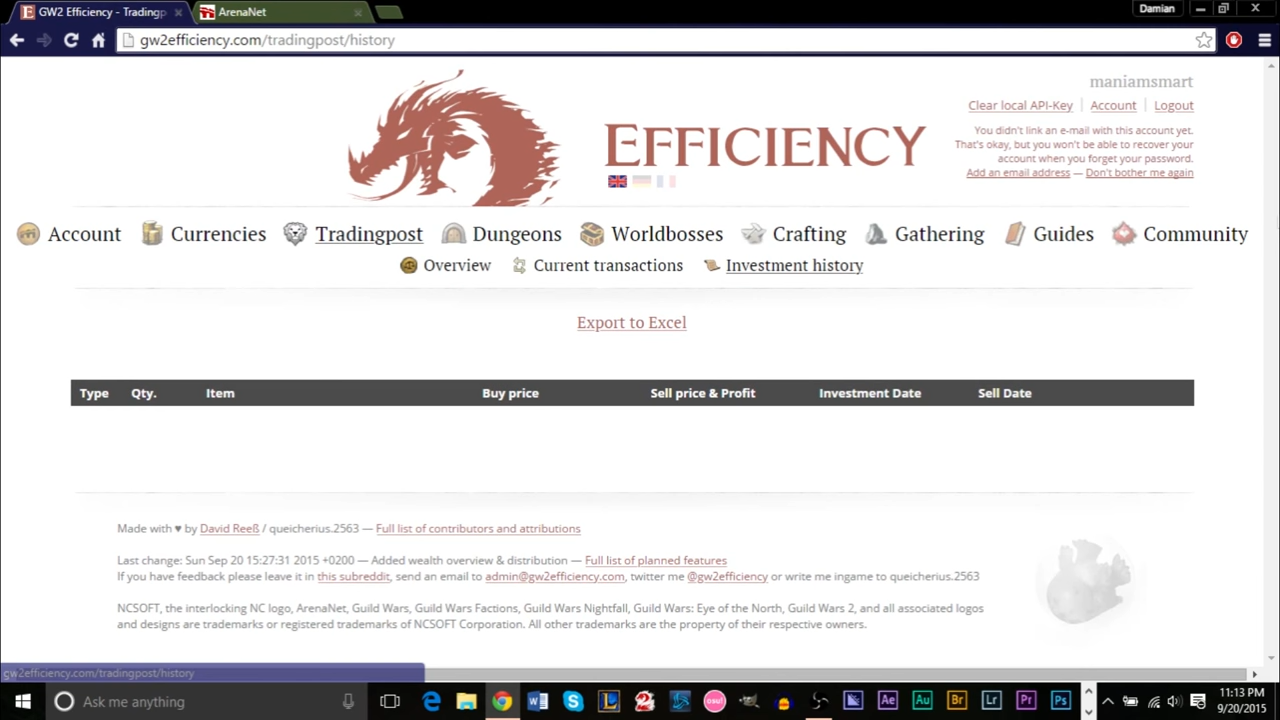 GW2 Efficiency - Tradingp
ArenaNet
Damian
gw2efficiency.com/tradingpost/history
maniamsmart
Clear local API-Key | Account | Logout
EFFICIENCY
You didn't link an e-mail with this account yet.
That's okay, but you won't be able to recover your
account when you forget your password.
Add an email address — Don't bother me again
Account Currencies Tradingpost Dungeons Worldbosses Crafting Gathering Guides Community
Overview Current transactions Investment history
Export to Excel
Type Qty. Item Buy price Sell price & Profit Investment Date Sell Date
Made with ♥ by David Reeß / queicherius.2563 — Full list of contributors and attributions
Last change: Sun Sep 20 15:27:31 2015 +0200 — Added wealth overview & distribution — Full list of planned features
If you have feedback please leave it in this subreddit, send an email to admin@gw2efficiency.com, twitter me @gw2efficiency or write me ingame to queicherius.2563
NCSOFT, the interlocking NC logo, ArenaNet, Guild Wars, Guild Wars Factions, Guild Wars Nightfall, Guild Wars: Eye of the North, Guild Wars 2, and all associated logos
and designs are trademarks or registered trademarks of NCSOFT Corporation. All other trademarks are the property of their respective owners.
gw2efficiency.com/tradingpost/history
Ask me anything
osu!
Ae Au Br Lr Pr Ps
11:13 PM
9/20/2015